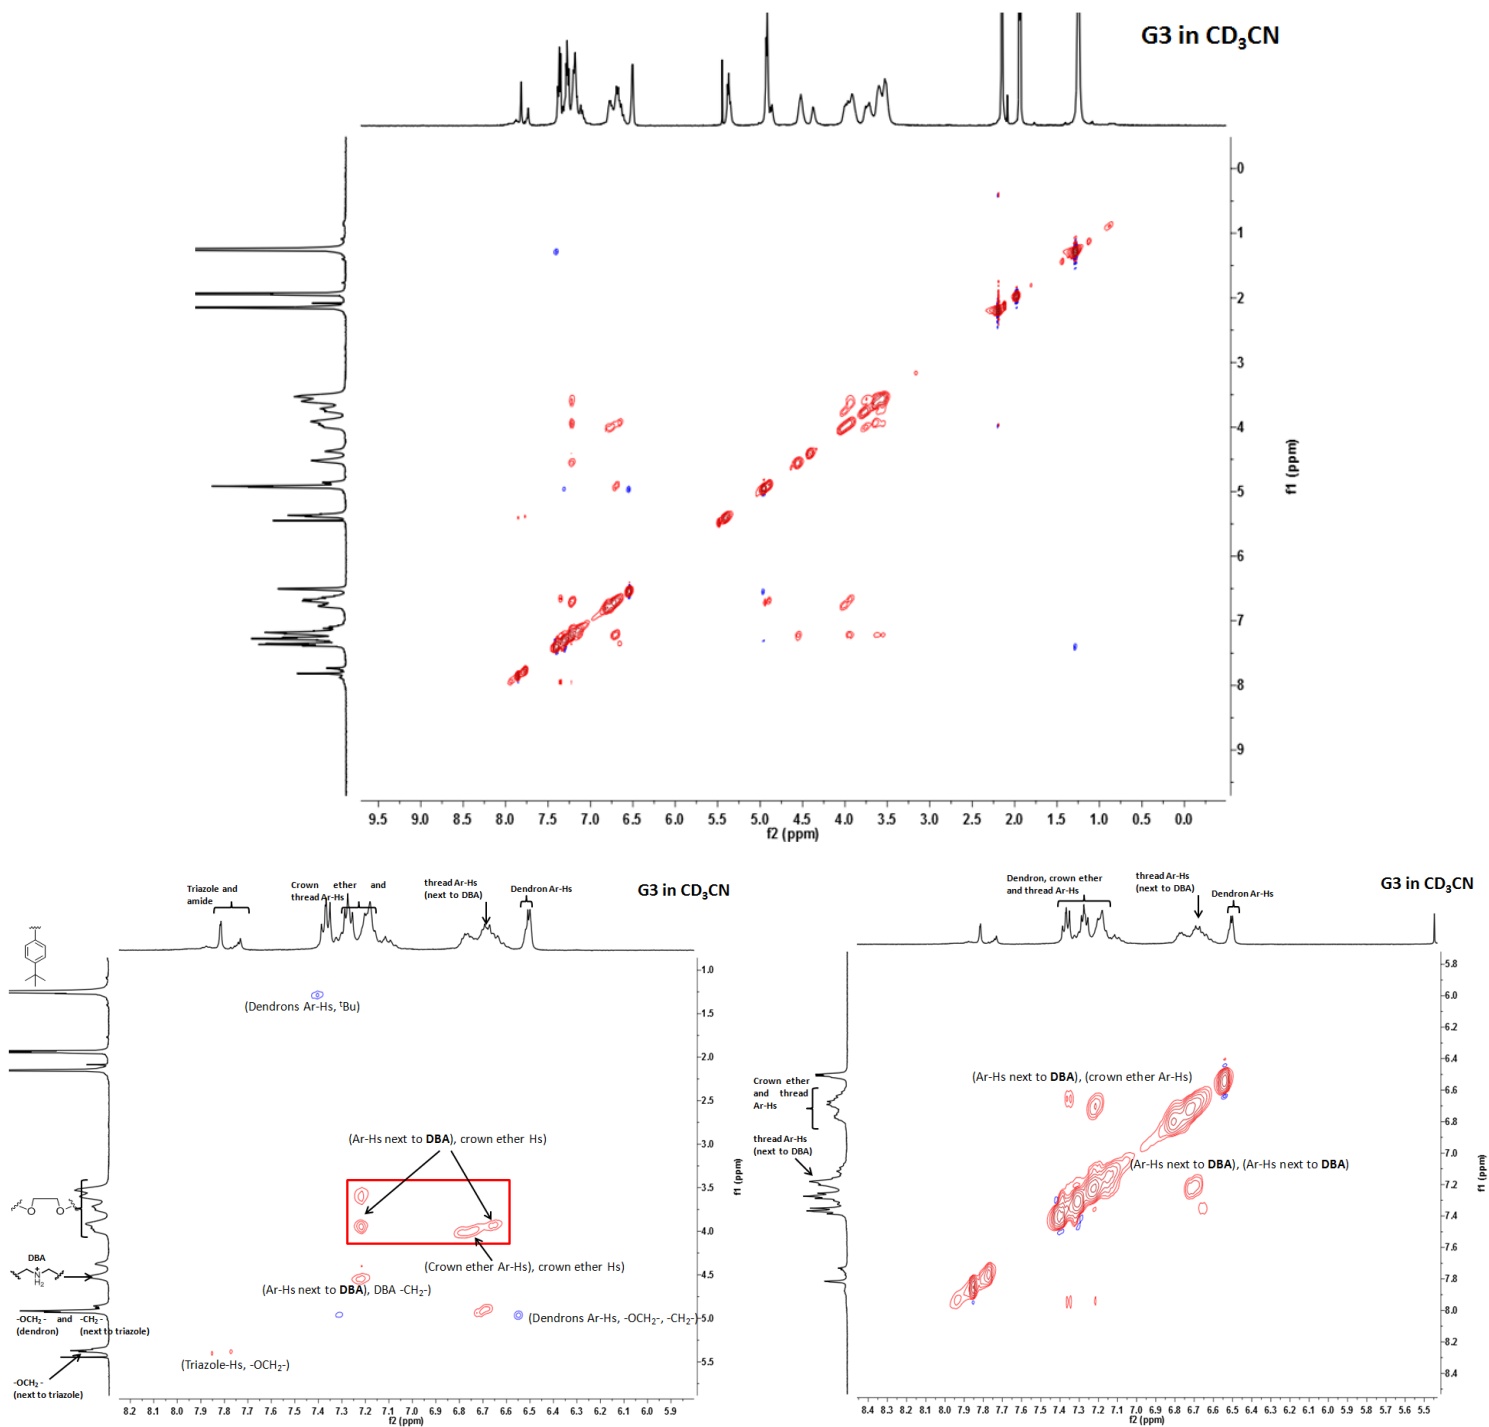 G3 in CD3CN
0
1
2
3
4
5
6
7
8
9
f1 (ppm)
9.5 9.0 8.5 8.0 7.5 7.0 6.5 6.0 5.5 5.0 4.5 4.0 3.5 3.0 2.5 2.0 1.5 1.0 0.5 0.0
f2 (ppm)
G3 in CD3CN
Triazole and
amide
Crown ether and
thread Ar-Hs
thread Ar-Hs
(next to DBA)
Dendron Ar-Hs
(Dendrons Ar-Hs, tBu)
(Ar-Hs next to DBA), crown ether Hs)
(Crown ether Ar-Hs), crown ether Hs)
(Ar-Hs next to DBA), DBA -CH2-)
(Dendrons Ar-Hs, -OCH2-, -CH2-)
(Triazole-Hs, -OCH2-)
O O
DBA
+
N
H2
-OCH2- and -CH2-
(dendron) (next to triazole)
-OCH2-
(next to triazole)
1.0
1.5
2.0
2.5
3.0
3.5
4.0
4.5
5.0
5.5
f1 (ppm)
8.2 8.1 8.0 7.9 7.8 7.7 7.6 7.5 7.4 7.3 7.2 7.1 7.0 6.9 6.8 6.7 6.6 6.5 6.4 6.3 6.2 6.1 6.0 5.9
f2 (ppm)
G3 in CD3CN
Dendron, crown ether
and thread Ar-Hs
thread Ar-Hs
(next to DBA)
Dendron Ar-Hs
Crown ether
and thread
Ar-Hs
thread Ar-Hs
(next to DBA)
(Ar-Hs next to DBA), (crown ether Ar-Hs)
(Ar-Hs next to DBA), (Ar-Hs next to DBA)
5.8
6.0
6.2
6.4
6.6
6.8
7.0
7.2
7.4
7.6
7.8
8.0
8.2
8.4
f1 (ppm)
8.4 8.3 8.2 8.1 8.0 7.9 7.8 7.7 7.6 7.5 7.4 7.3 7.2 7.1 7.0 6.9 6.8 6.7 6.6 6.5 6.4 6.3 6.2 6.1 6.0 5.9 5.8 5.7 5.6 5.5
f2 (ppm)